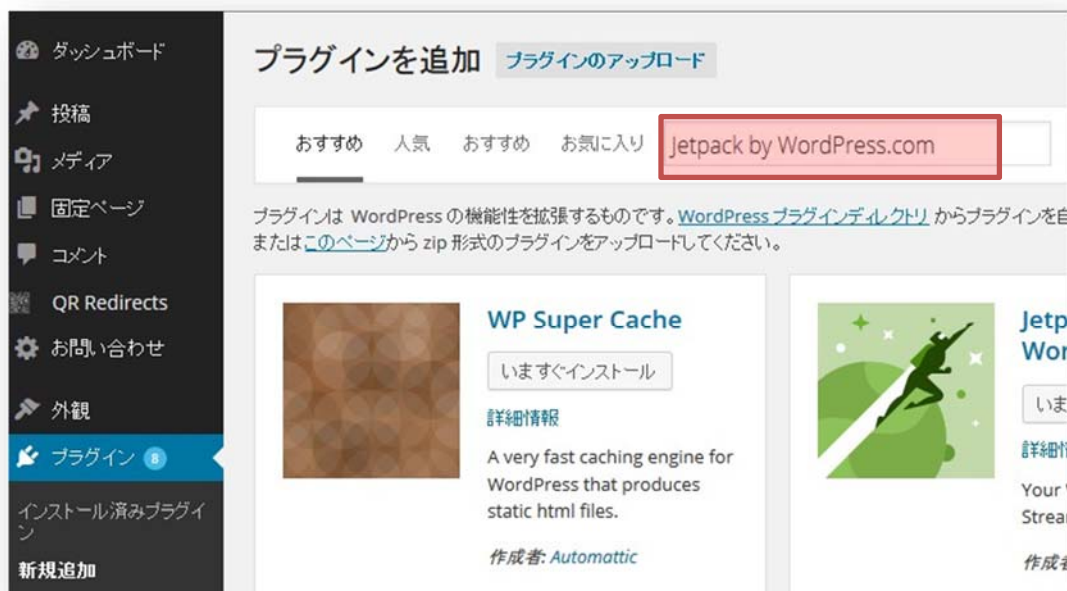 ダッシュボード
投稿
メディア
固定ページ
コメント
QR Redirects
お問い合わせ
外観
プラグイン 8
インストール済みプラグイ
ン
新規追加
プラグインを追加 プラグインのアップロード
おすすめ 人気 おすすめ お気に入り Jetpack by WordPress.com
プラグインは WordPress の機能性を拡張するものです。WordPress プラグインディレクトリ からプラグインを自
または このページから zip 形式のプラグインをアップロードしてください。
WP Super Cache
いますぐインストール
詳細情報
A very fast caching engine for
WordPress that produces
static html files.
作成者: Automattic
Jetp
Wor
いま
詳細情
Your
Strea
作成者